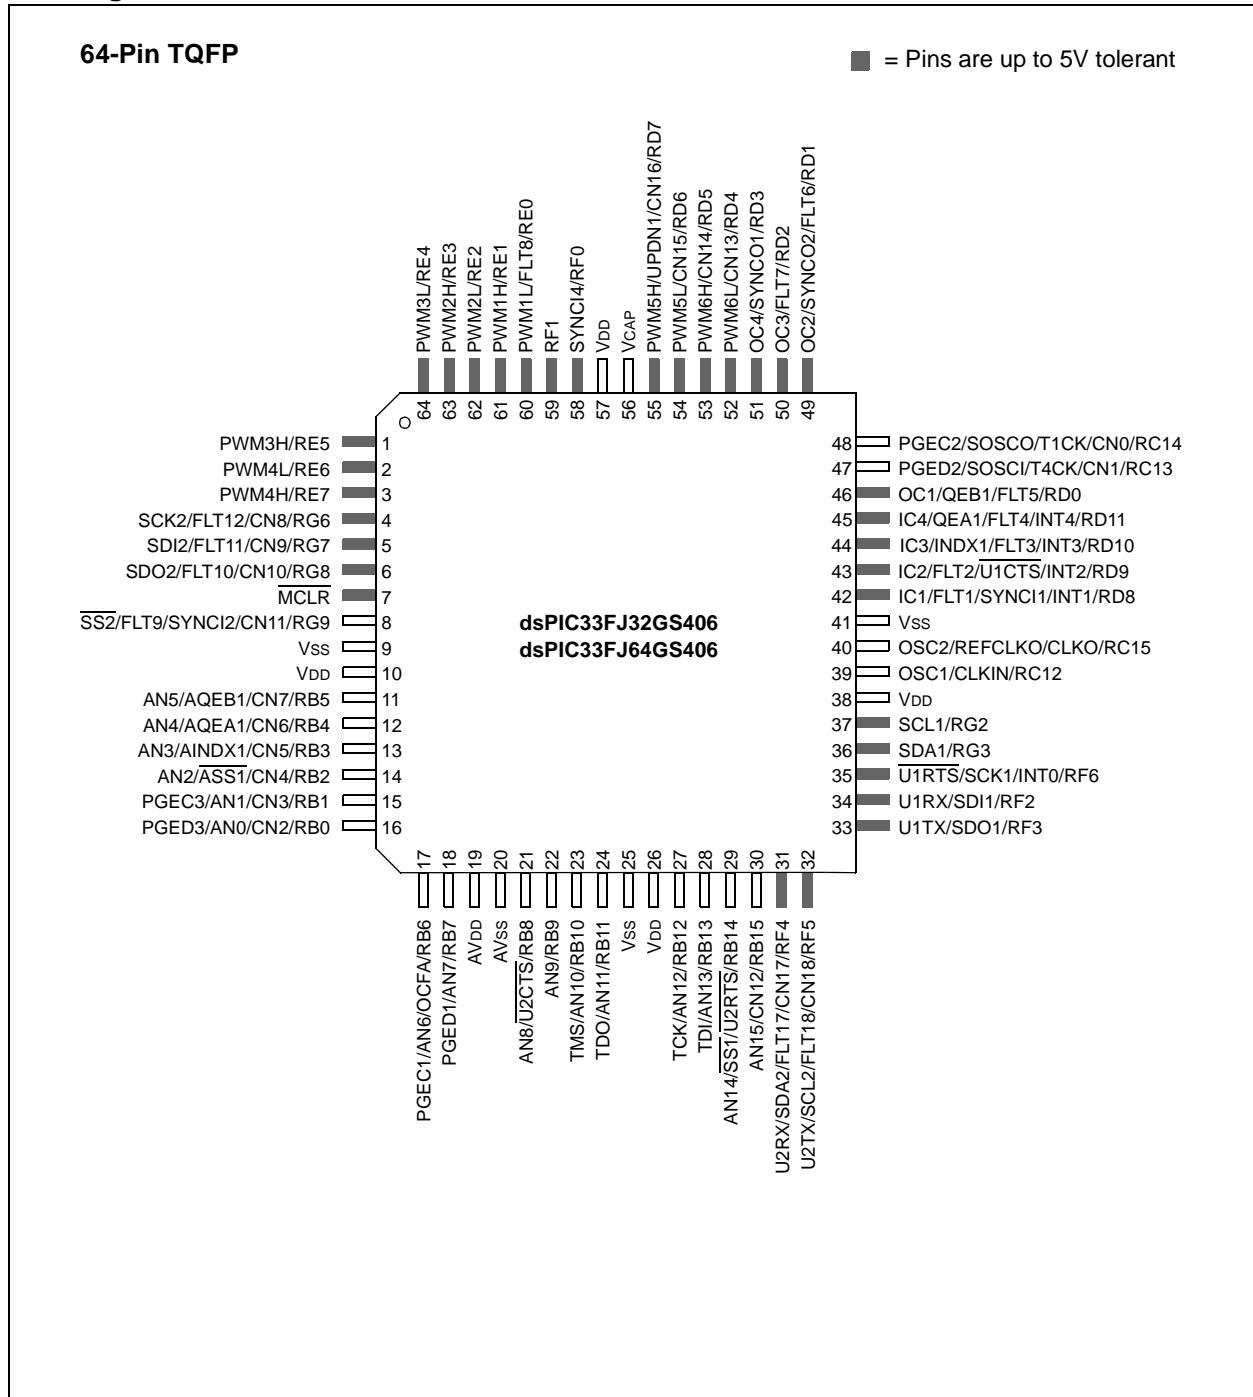 64-Pin TQFP
= Pins are up to 5V tolerant
PWM3L/RE4
PWM2H/RE3
PWM2L/RE2
PWM1H/RE1
PWM1L/FLT8/RE0
RF1
SYNCI4/RF0
VDD
VCAP
PWM5H/UPDN1/CN16/RD7
PWM5L/CN15/RD6
PWM6H/CN14/RD5
PWM6L/CN13/RD4
OC4/SYNCO1/RD3
OC3/FLT7/RD2
OC2/SYNCO2/FLT6/RD1
64 63 62 61 60 59 58 57 56 55 54 53 52 51 50 49
PWM3H/RE5 1
PWM4L/RE6 2
PWM4H/RE7 3
SCK2/FLT12/CN8/RG6 4
SDI2/FLT11/CN9/RG7 5
SDO2/FLT10/CN10/RG8 6
MCLR 7
SS2/FLT9/SYNCI2/CN11/RG9 8
VSS 9
VDD 10
AN5/AQEB1/CN7/RB5 11
AN4/AQEA1/CN6/RB4 12
AN3/AINDX1/CN5/RB3 13
AN2/ASS1/CN4/RB2 14
PGEC3/AN1/CN3/RB1 15
PGED3/AN0/CN2/RB0 16
dsPIC33FJ32GS406
dsPIC33FJ64GS406
48 PGEC2/SOSCO/T1CK/CN0/RC14
47 PGED2/SOSCI/T4CK/CN1/RC13
46 OC1/QEB1/FLT5/RD0
45 IC4/QEA1/FLT4/INT4/RD11
44 IC3/INDX1/FLT3/INT3/RD10
43 IC2/FLT2/U1CTS/INT2/RD9
42 IC1/FLT1/SYNCI1/INT1/RD8
41 VSS
40 OSC2/REFCLKO/CLKO/RC15
39 OSC1/CLKIN/RC12
38 VDD
37 SCL1/RG2
36 SDA1/RG3
35 U1RTS/SCK1/INT0/RF6
34 U1RX/SDI1/RF2
33 U1TX/SDO1/RF3
17 18 19 20 21 22 23 24 25 26 27 28 29 30 31 32
PGEC1/AN6/OCFA/RB6
PGED1/AN7/RB7
AVDD
AVSS
AN8/U2CTS/RB8
AN9/RB9
TMS/AN10/RB10
TDO/AN11/RB11
VSS
VDD
TCK/AN12/RB12
TDI/AN13/RB13
AN14/SS1/U2RTS/RB14
AN15/CN12/RB15
U2RX/SDA2/FLT17/CN17/RF4
U2TX/SCL2/FLT18/CN18/RF5